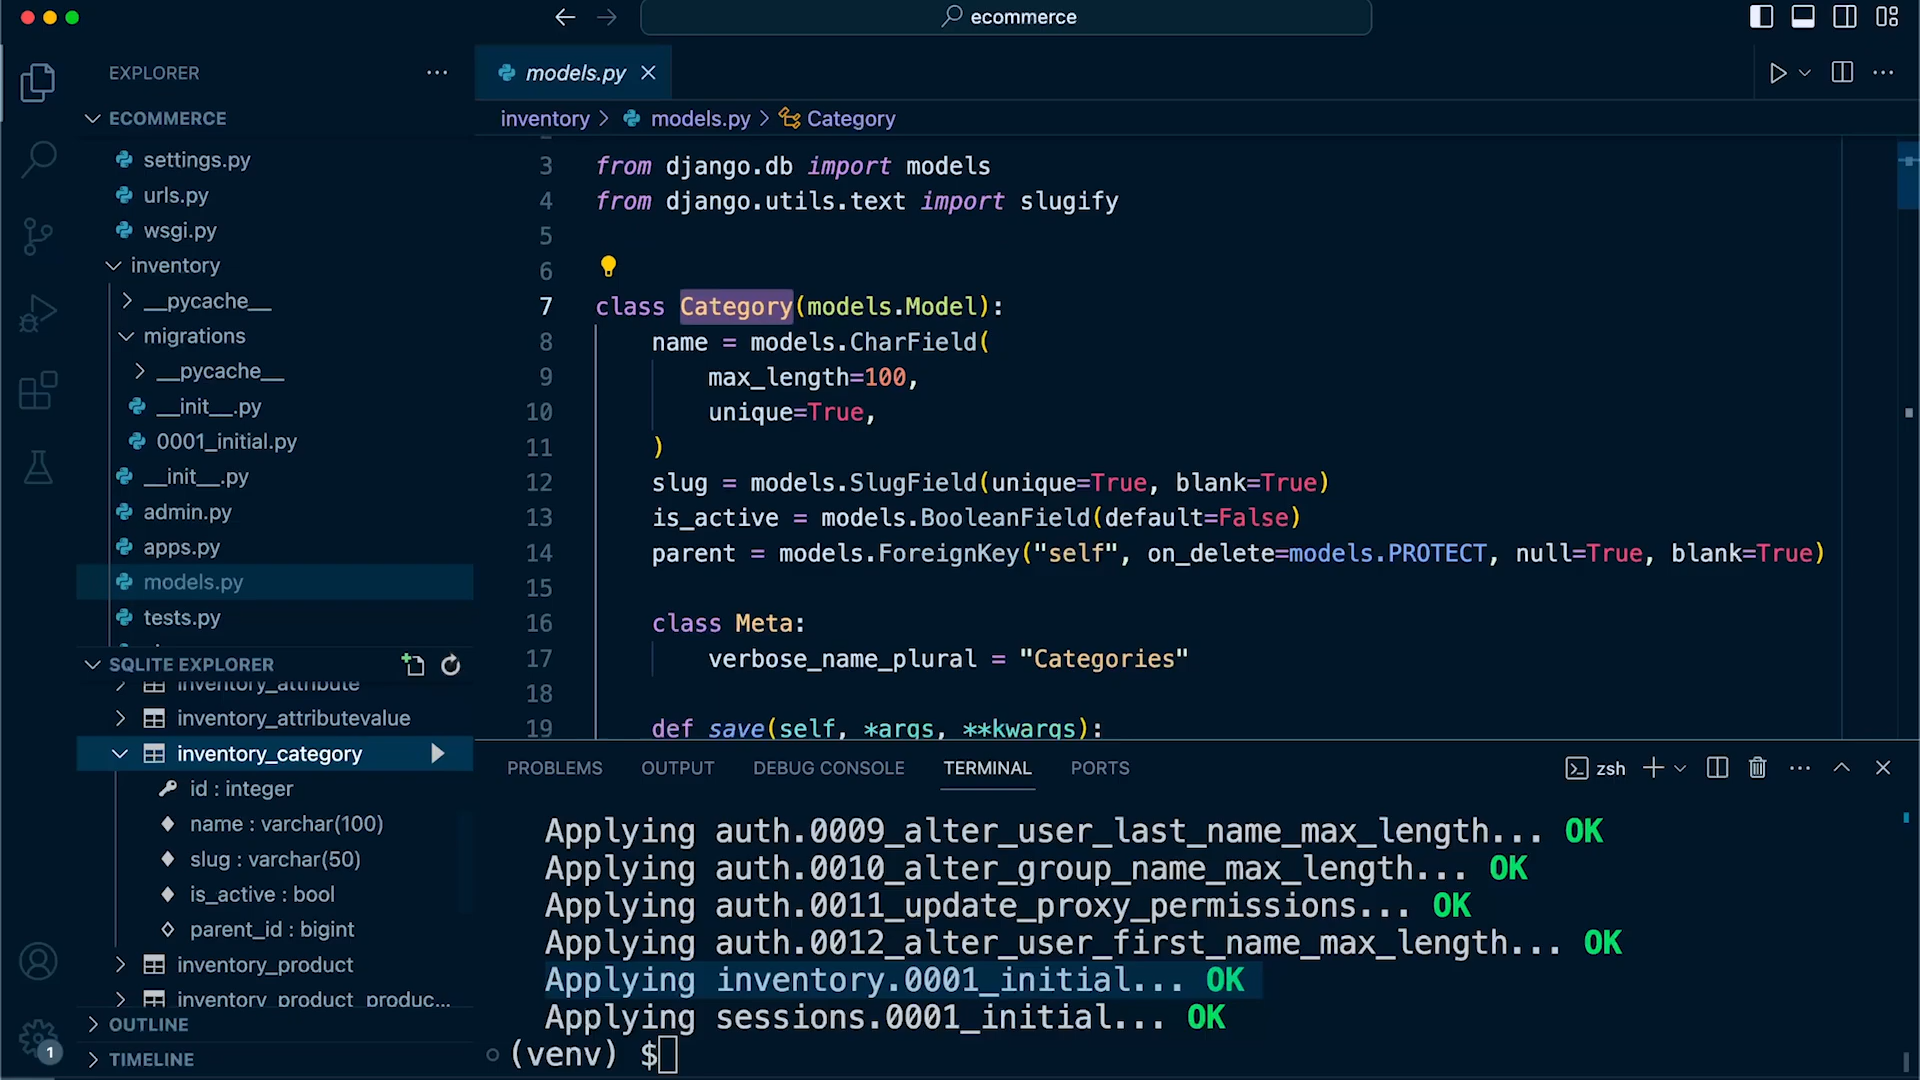 ecommerce
EXPLORER
ECOMMERCE
settings.py
urls.py
wsgi.py
inventory
__pycache__
migrations
__pycache__
__init__.py
0001_initial.py
__init__.py
admin.py
apps.py
models.py
tests.py
SQLITE EXPLORER
inventory_attribute
inventory_attributevalue
inventory_category
id : integer
name : varchar(100)
slug : varchar(50)
is_active : bool
parent_id : bigint
inventory_product
inventory_product_produc...
OUTLINE
TIMELINE
1
models.py
inventory > models.py > Category
3 from django.db import models
4 from django.utils.text import slugify
5
6
7 class Category(models.Model):
8 name = models.CharField(
9 max_length=100,
10 unique=True,
11 )
12 slug = models.SlugField(unique=True, blank=True)
13 is_active = models.BooleanField(default=False)
14 parent = models.ForeignKey("self", on_delete=models.PROTECT, null=True, blank=True)
15
16 class Meta:
17 verbose_name_plural = "Categories"
18
19 def save(self, *args, **kwargs):
PROBLEMS OUTPUT DEBUG CONSOLE TERMINAL PORTS zsh
Applying auth.0009_alter_user_last_name_max_length... OK
Applying auth.0010_alter_group_name_max_length... OK
Applying auth.0011_update_proxy_permissions... OK
Applying auth.0012_alter_user_first_name_max_length... OK
Applying inventory.0001_initial... OK
Applying sessions.0001_initial... OK
(venv) $